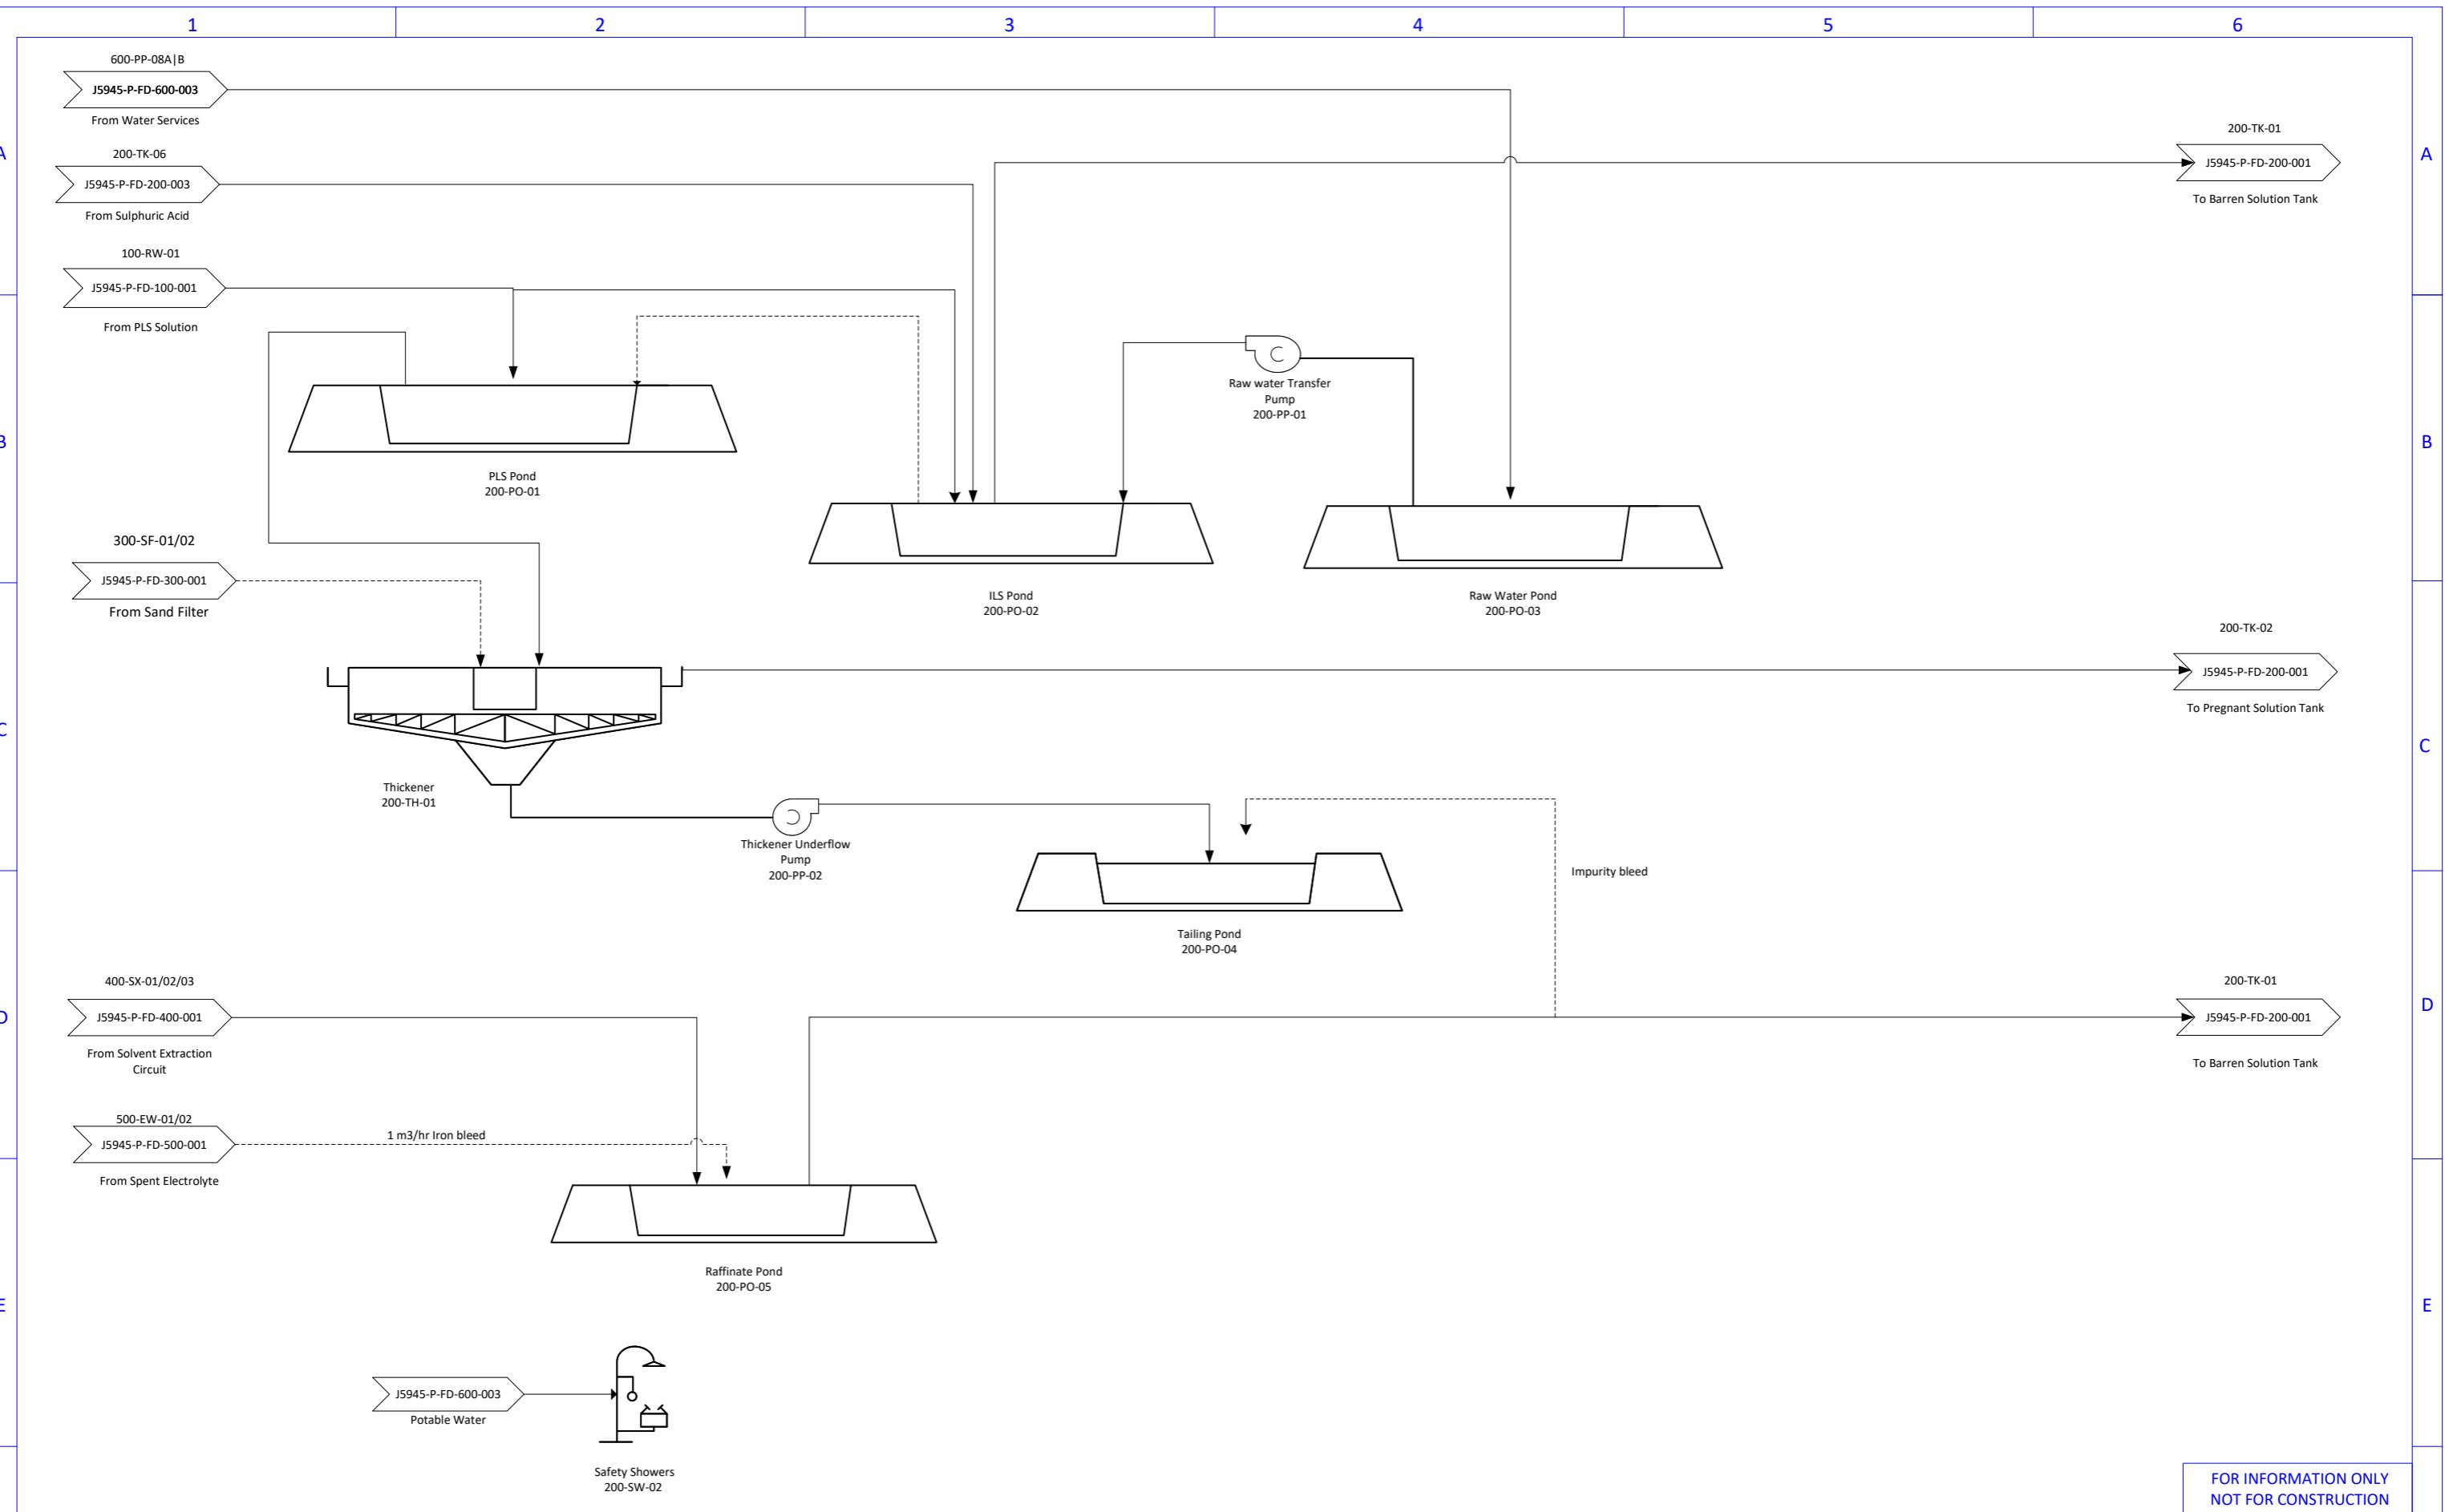 1 2 3 4 5 6
600-PP-08A|B
J5945-P-FD-600-003
From Water Services
200-TK-01
A
J5945-P-FD-200-001
A
To Barren Solution Tank
200-TK-06
J5945-P-FD-200-003
From Sulphuric Acid
100-RW-01
J5945-P-FD-100-001
From PLS Solution
C
Raw water Transfer
Pump
200-PP-01
B
B
PLS Pond
200-PO-01
300-SF-01/02
J5945-P-FD-300-001
From Sand Filter
ILS Pond
200-PO-02
Raw Water Pond
200-PO-03
200-TK-02
J5945-P-FD-200-001
To Pregnant Solution Tank
C
C
Thickener
200-TH-01
C
Thickener Underflow
Pump
200-PP-02
Impurity bleed
Tailing Pond
200-PO-04
400-SX-01/02/03
J5945-P-FD-400-001
From Solvent Extraction
Circuit
200-TK-01
D
J5945-P-FD-200-001
D
To Barren Solution Tank
500-EW-01/02
J5945-P-FD-500-001
From Spent Electrolyte
1 m3/hr Iron bleed
Raffinate Pond
200-PO-05
E
E
J5945-P-FD-600-003
Potable Water
Safety Showers
200-SW-02
FOR INFORMATION ONLY
NOT FOR CONSTRUCTION